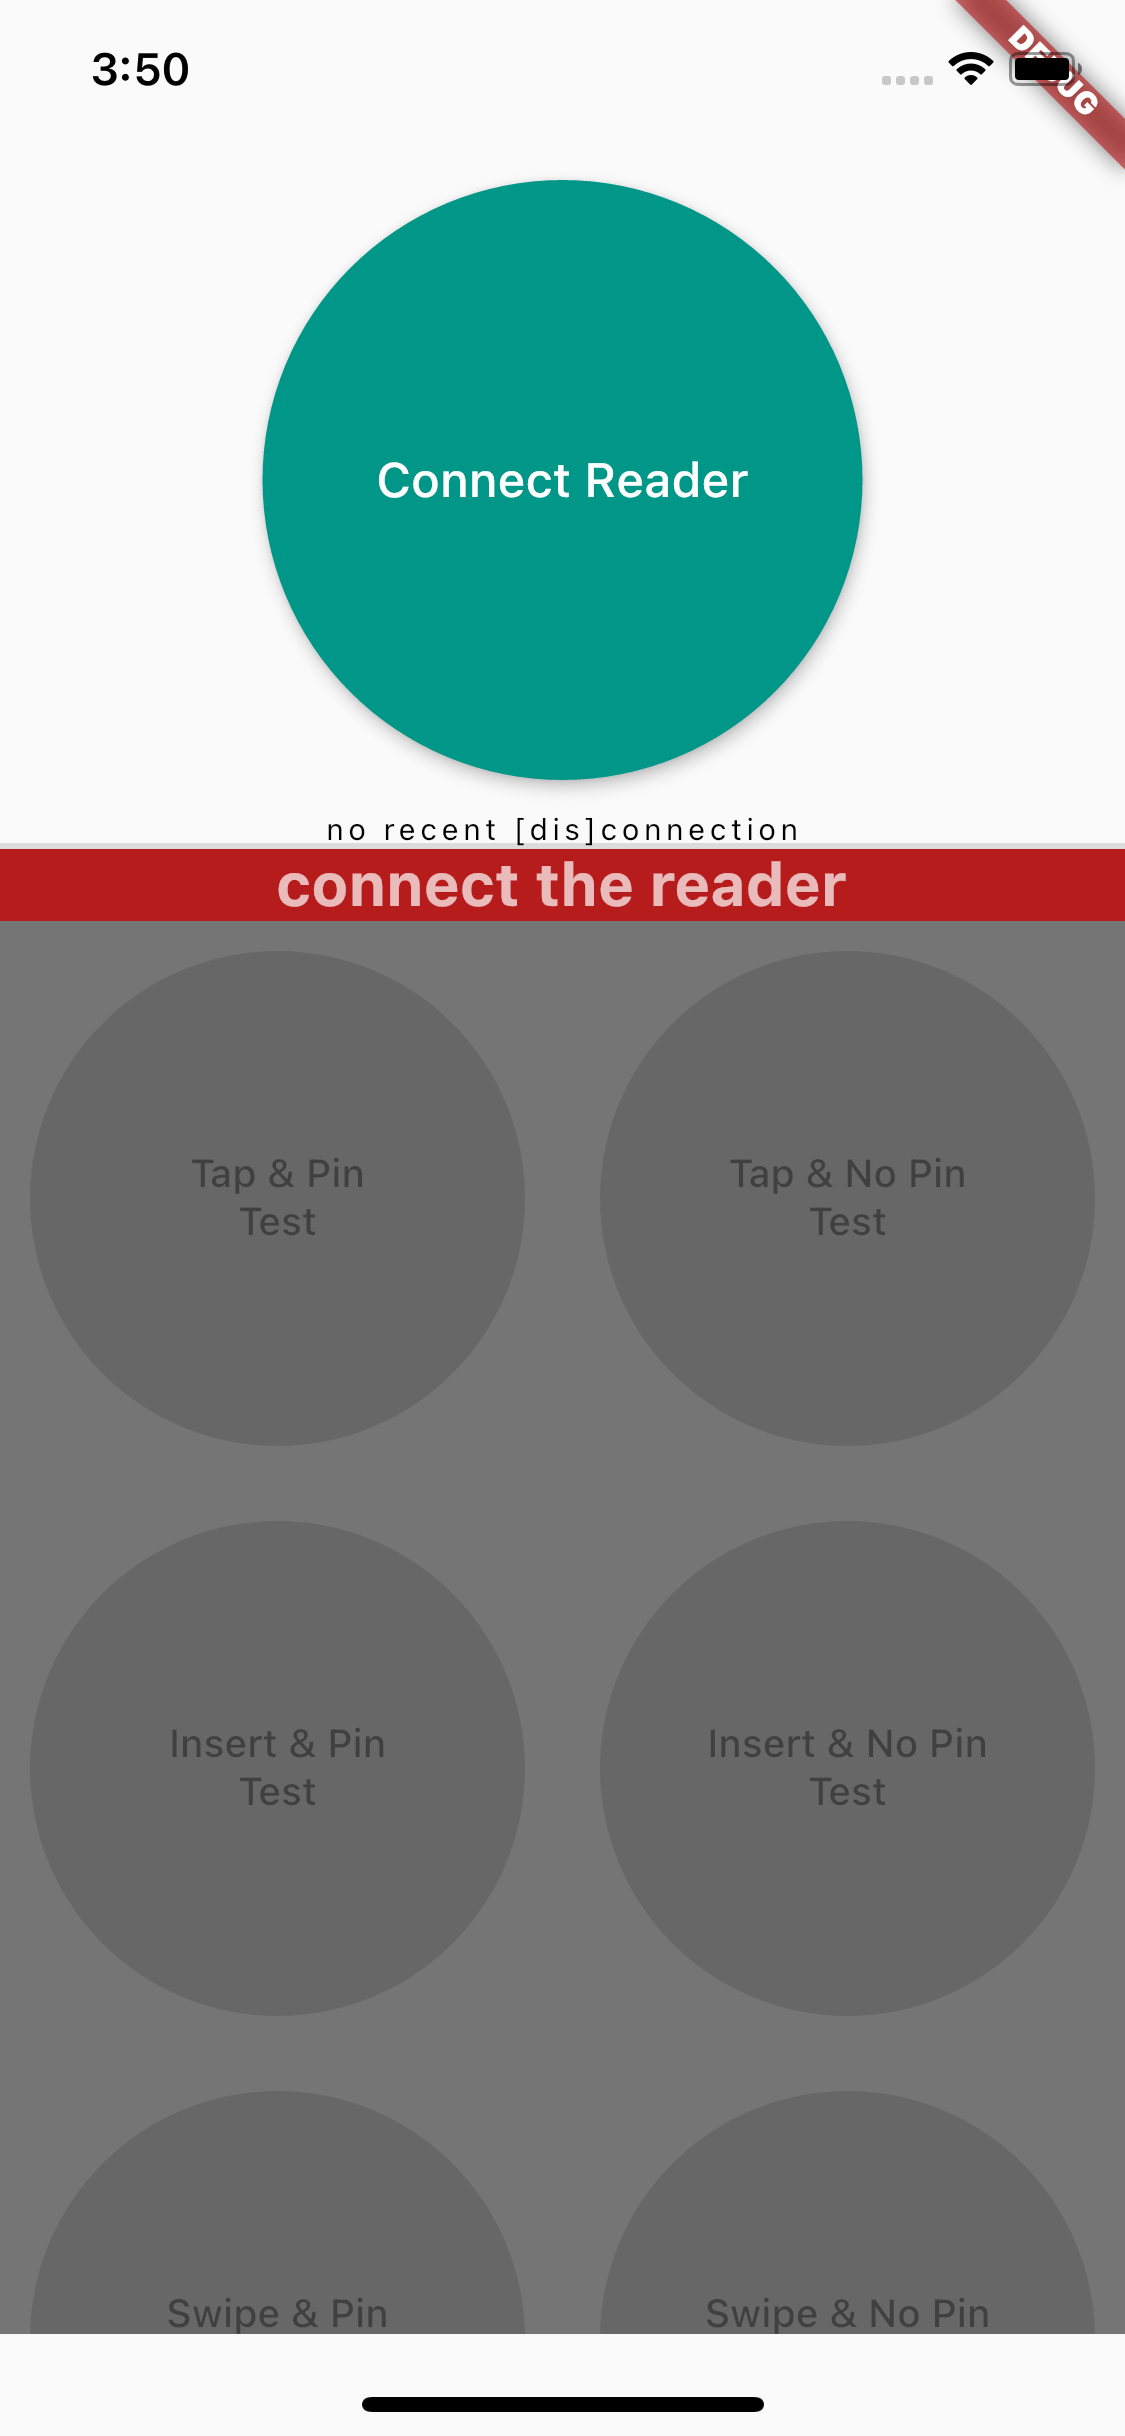 3:50
DEBUG
Connect Reader
no recent [dis]connection
connect the reader
Tap & Pin
Test
Tap & No Pin
Test
Insert & Pin
Test
Insert & No Pin
Test
Swipe & Pin
Swipe & No Pin